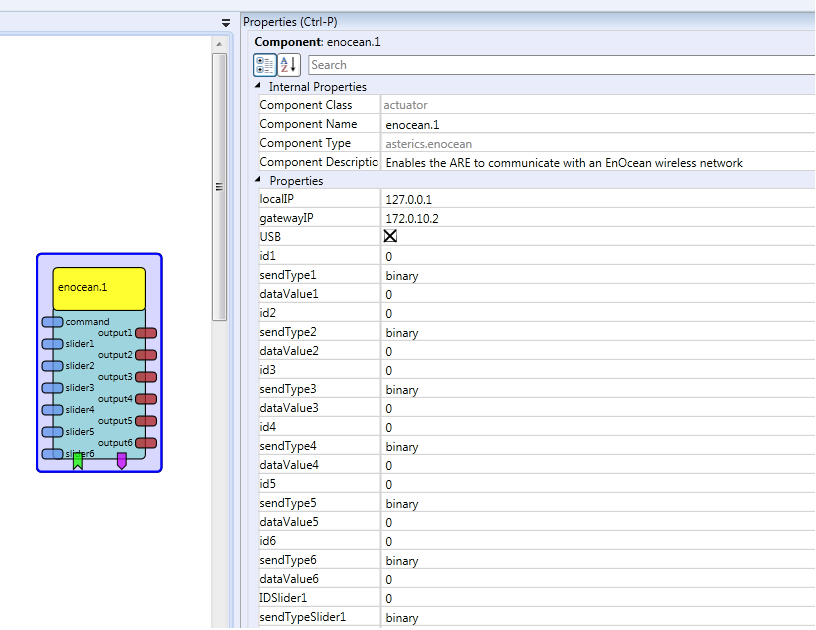 Properties (Ctrl-P)
Component: enocean.1
Search
Internal Properties
Component Class actuator
Component Name enocean.1
Component Type asterics.enocean
Component Descriptio Enables the ARE to communicate with an EnOcean wireless network
Properties
localIP 127.0.0.1
gatewayIP 172.0.10.2
USB
id1 0
sendType1 binary
dataValue1 0
id2 0
sendType2 binary
dataValue2 0
id3 0
sendType3 binary
dataValue3 0
id4 0
sendType4 binary
dataValue4 0
id5 0
sendType5 binary
dataValue5 0
id6 0
sendType6 binary
dataValue6 0
IDSlider1 0
sendTypeSlider1 binary
enocean.1
command
output1
slider1
output2
slider2
output3
slider3
output4
slider4
output5
slider5
output6
slider6